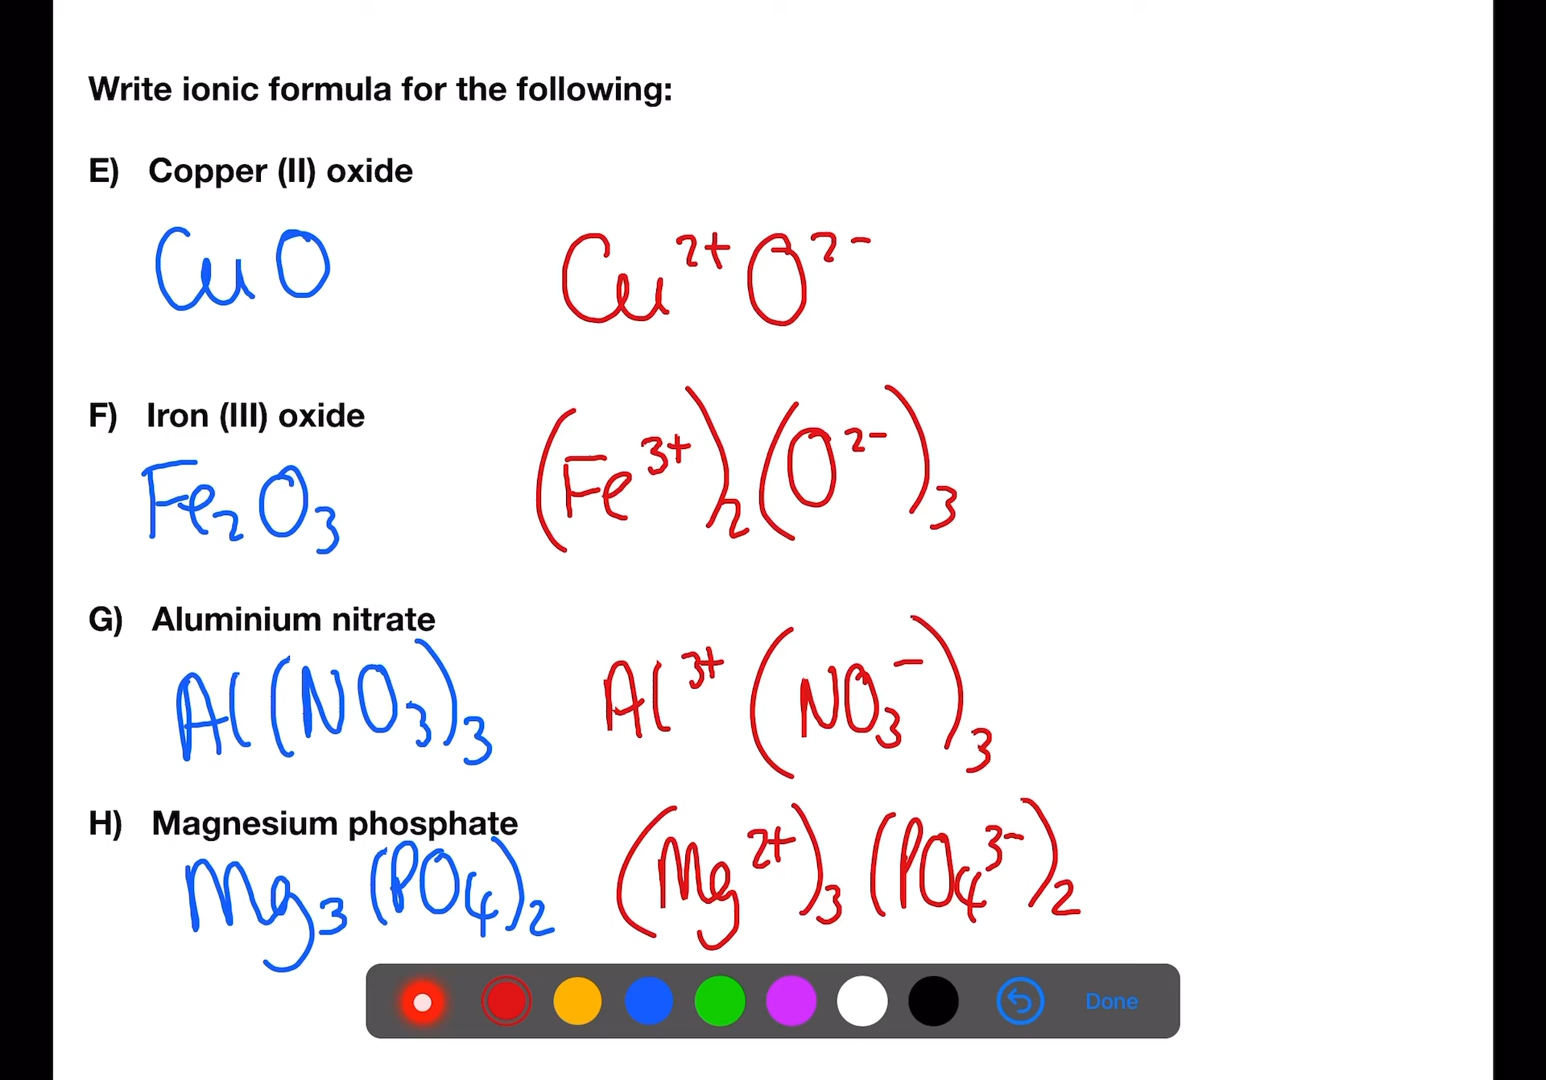 Write ionic formula for the following:
E) Copper (II) oxide
CuO Cu²⁺O²⁻
F) Iron (III) oxide
Fe₂O₃ (Fe³⁺)₂(O²⁻)₃
G) Aluminium nitrate
Al(NO₃)₃ Al³⁺(NO₃⁻)₃
H) Magnesium phosphate
Mg₃(PO₄)₂ (Mg²⁺)₃(PO₄³⁻)₂
Done